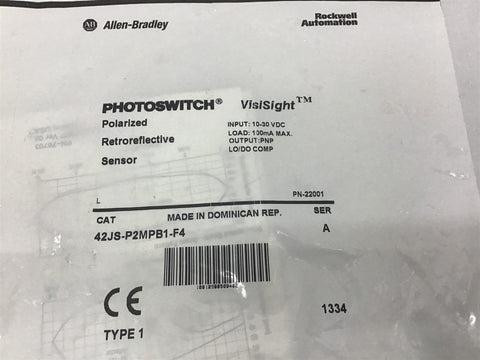 AB Allen-Bradley
Rockwell
Automation
PHOTOSWITCH® VisiSight™
Polarized
Retroreflective
Sensor
INPUT: 10-30 VDC
LOAD: 100mA MAX.
OUTPUT:PNP
LO/DO COMP
L PN-22001
CAT MADE IN DOMINICAN REP. SER
42JS-P2MPB1-F4 A
CE
TYPE 1
1334